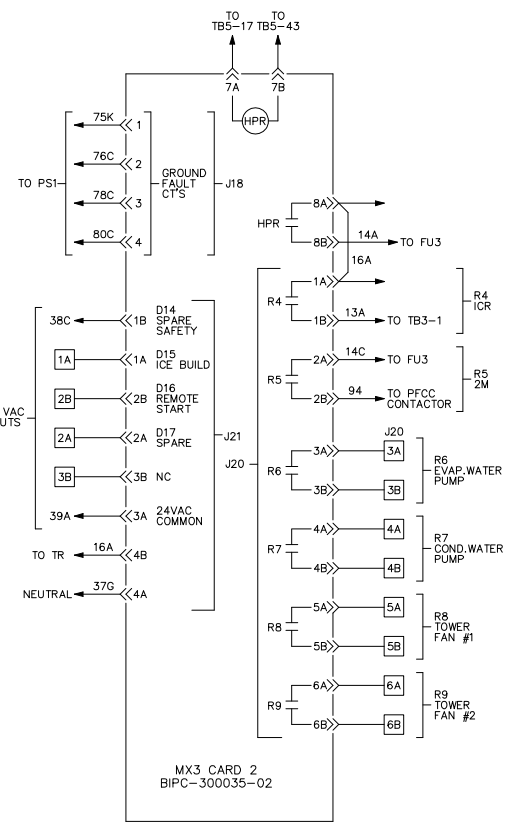 TO TO
TB5-17 TB5-43
7A 7B
HPR
75K 1
76C 2
TO PS1
78C 3
80C 4
GROUND
FAULT
CT'S
J18
8A
HPR
8B 14A TO FU3
16A
1A
R4
1B 13A TO TB3-1
R4
ICR
2A 14C TO FU3
R5
2B 94 TO PFCC
CONTACTOR
R5
2M
38C 1B D14
SPARE
SAFETY
1A 1A D15
ICE BUILD
2B 2B D16
REMOTE
START
VAC
UTS
2A 2A D17
SPARE
J21
3B 3B NC
39A 3A 24VAC
COMMON
TO TR 16A 4B
NEUTRAL 37G 4A
J20
J20
3A 3A
R6
3B 3B
R6
EVAP.WATER
PUMP
4A 4A
R7
4B 4B
R7
COND.WATER
PUMP
5A 5A
R8
5B 5B
R8
TOWER
FAN #1
6A 6A
R9
6B 6B
R9
TOWER
FAN #2
MX3 CARD 2
BIPC-300035-02